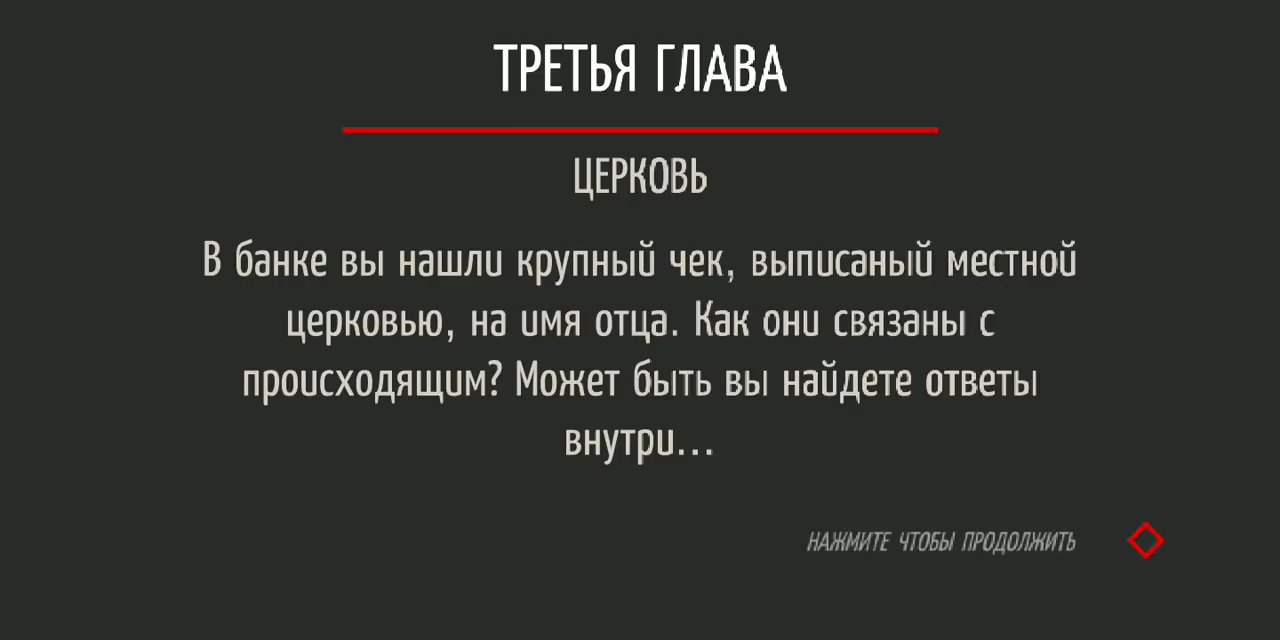 ТРЕТЬЯ ГЛАВА
ЦЕРКОВЬ
В банке вы нашли крупный чек, выписаный местной
церковью, на имя отца. Как они связаны с
происходящим? Может быть вы найдете ответы
внутри...
НАЖМИТЕ ЧТОБЫ ПРОДОЛЖИТЬ